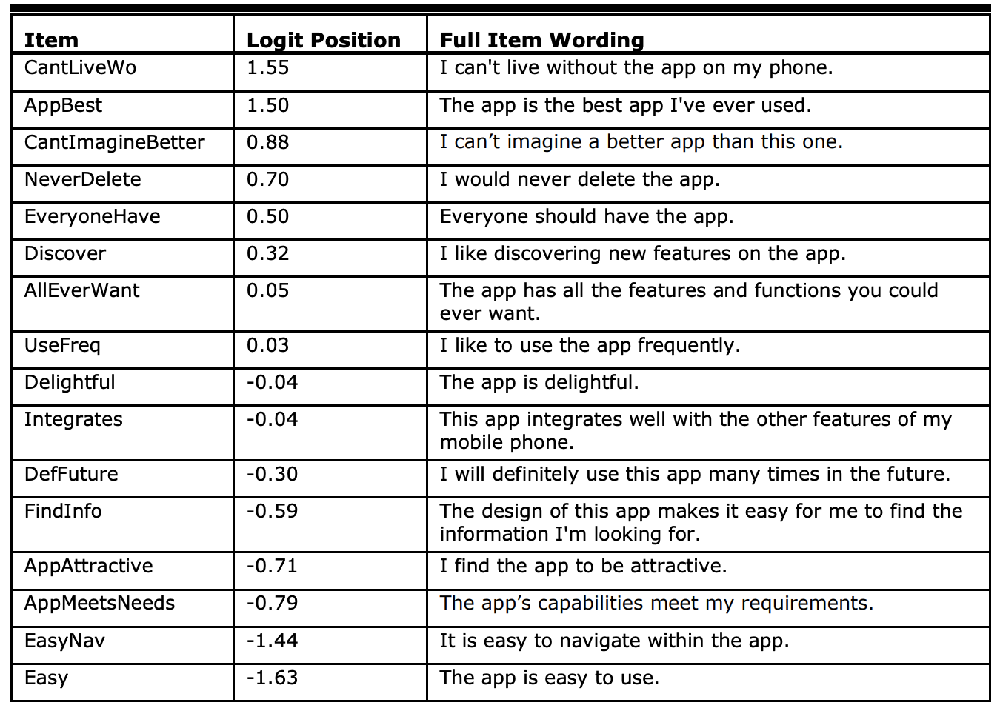 Item Logit Position Full Item Wording
CantLiveWo 1.55 I can't live without the app on my phone.
AppBest 1.50 The app is the best app I've ever used.
CantImagineBetter 0.88 I can’t imagine a better app than this one.
NeverDelete 0.70 I would never delete the app.
EveryoneHave 0.50 Everyone should have the app.
Discover 0.32 I like discovering new features on the app.
AllEverWant 0.05 The app has all the features and functions you could
ever want.
UseFreq 0.03 I like to use the app frequently.
Delightful -0.04 The app is delightful.
Integrates -0.04 This app integrates well with the other features of my
mobile phone.
DefFuture -0.30 I will definitely use this app many times in the future.
FindInfo -0.59 The design of this app makes it easy for me to find the
information I'm looking for.
AppAttractive -0.71 I find the app to be attractive.
AppMeetsNeeds -0.79 The app’s capabilities meet my requirements.
EasyNav -1.44 It is easy to navigate within the app.
Easy -1.63 The app is easy to use.